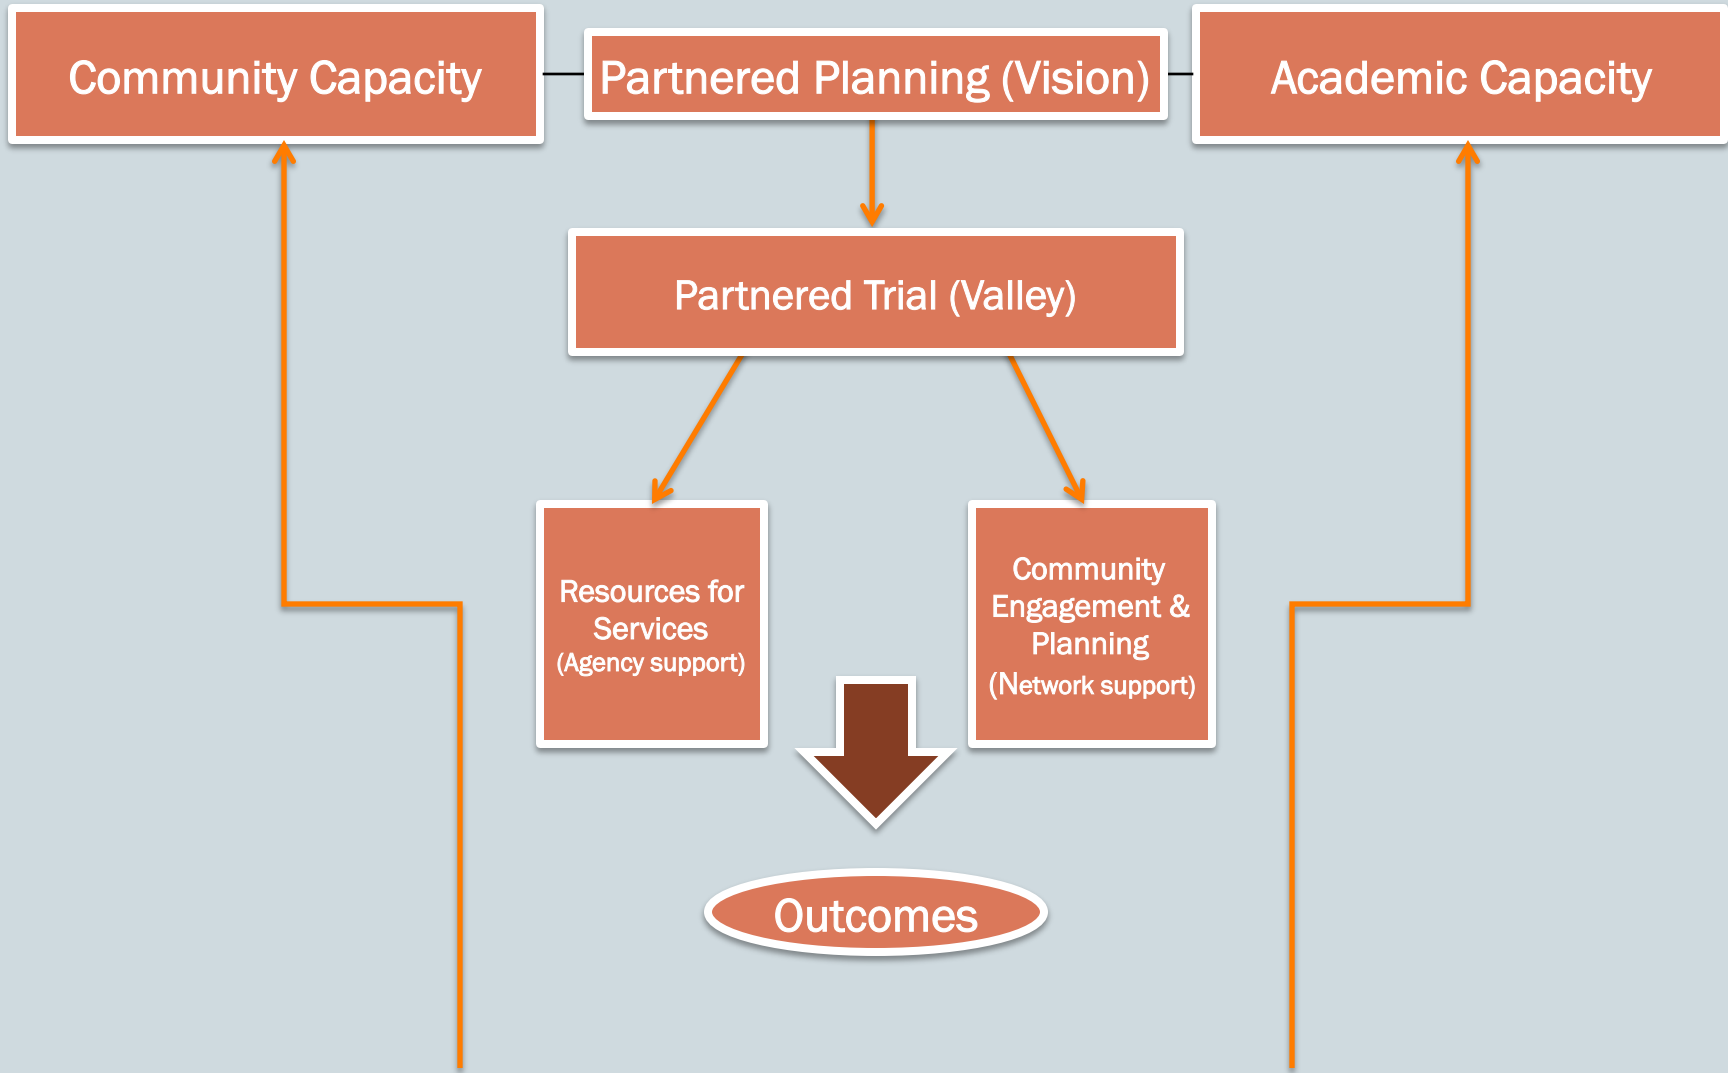 Community Capacity
Partnered Planning (Vision)
Academic Capacity
Partnered Trial (Valley)
Resources for
Services
(Agency support)
Community
Engagement &
Planning
(Network support)
Outcomes